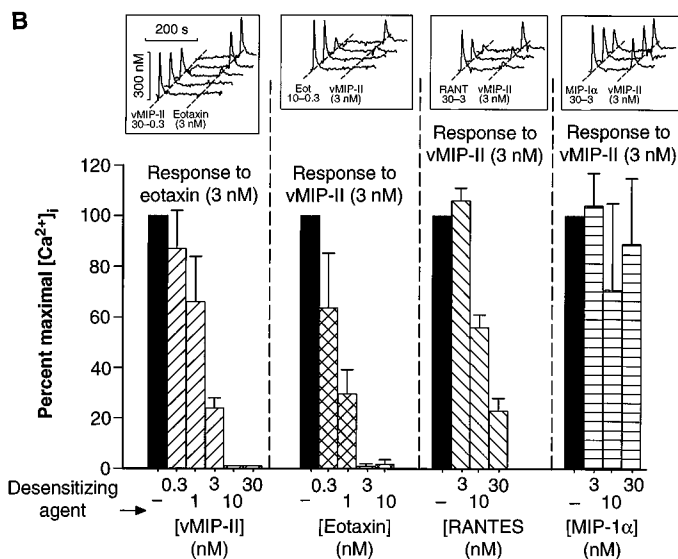 B
200 s
300 nM
vMIP-II Eotaxin
30–0.3 (3 nM)
Eot vMIP-II
10–0.3 (3 nM)
RANT vMIP-II
30–3 (3 nM)
MIP-Iα vMIP-II
30–3 (3 nM)
Response to
eotaxin (3 nM)
Response to
vMIP-II (3 nM)
Response to
vMIP-II (3 nM)
Response to
vMIP-II (3 nM)
Percent maximal [Ca2+]i
120
100
80
60
40
20
0
Desensitizing
agent
– 0.3 1 3 10 30
[vMIP-II]
(nM)
– 0.3 1 3 10
[Eotaxin]
(nM)
– 3 10 30
[RANTES]
(nM)
– 3 10 30
[MIP-1α]
(nM)